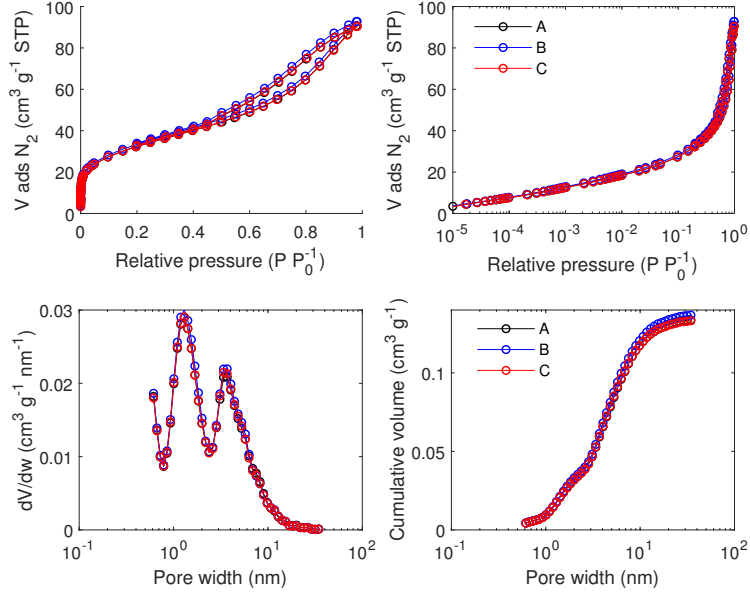 V ads N2 (cm3 g-1 STP)
100
80
60
40
20
0
0 0.2 0.4 0.6 0.8 1
Relative pressure (P P0-1)
V ads N2 (cm3 g-1 STP)
100
80
60
40
20
0
A
B
C
10-5 10-4 10-3 10-2 10-1 100
Relative pressure (P P0-1)
dV/dw (cm3 g-1 nm-1)
0.03
0.02
0.01
0
10-1 100 101 102
Pore width (nm)
Cumulative volume (cm3 g-1)
0.1
0.05
0
A
B
C
10-1 100 101 102
Pore width (nm)